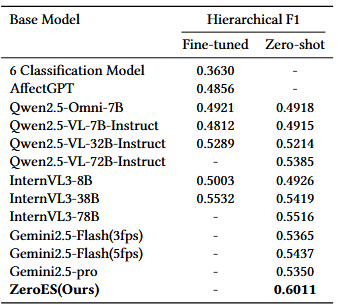 Base Model Hierarchical F1
Fine-tuned Zero-shot
6 Classification Model 0.3630 -
AffectGPT 0.4856 -
Qwen2.5-Omni-7B 0.4921 0.4918
Qwen2.5-VL-7B-Instruct 0.4812 0.4915
Qwen2.5-VL-32B-Instruct 0.5289 0.5214
Qwen2.5-VL-72B-Instruct - 0.5385
InternVL3-8B 0.5003 0.4926
InternVL3-38B 0.5532 0.5419
InternVL3-78B - 0.5516
Gemini2.5-Flash(3fps) - 0.5365
Gemini2.5-Flash(5fps) - 0.5437
Gemini2.5-pro - 0.5350
ZeroES(Ours) - 0.6011